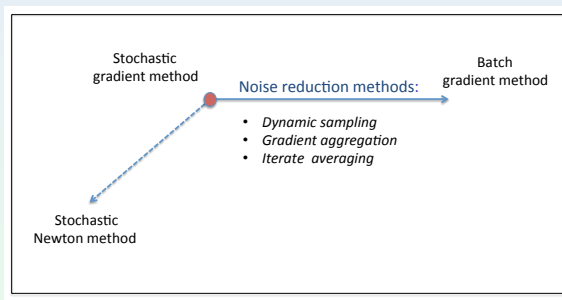 Stochastic
gradient method
Batch
gradient method
Noise reduction methods:
• Dynamic sampling
• Gradient aggregation
• Iterate averaging
Stochastic
Newton method